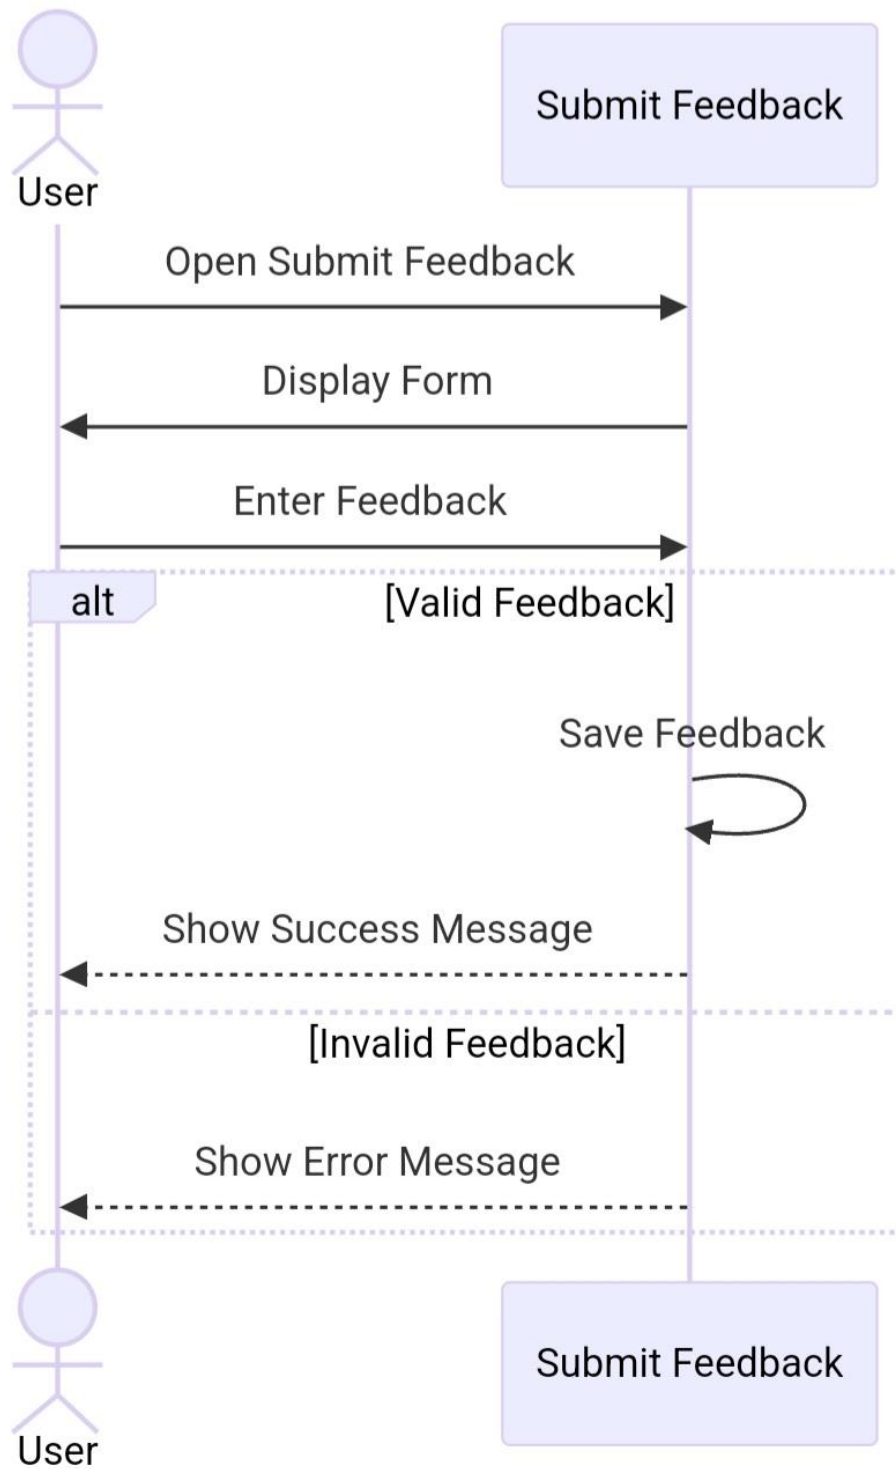 Submit Feedback
User
Open Submit Feedback
Display Form
Enter Feedback
alt
[Valid Feedback]
Save Feedback
Show Success Message
[Invalid Feedback]
Show Error Message
Submit Feedback
User